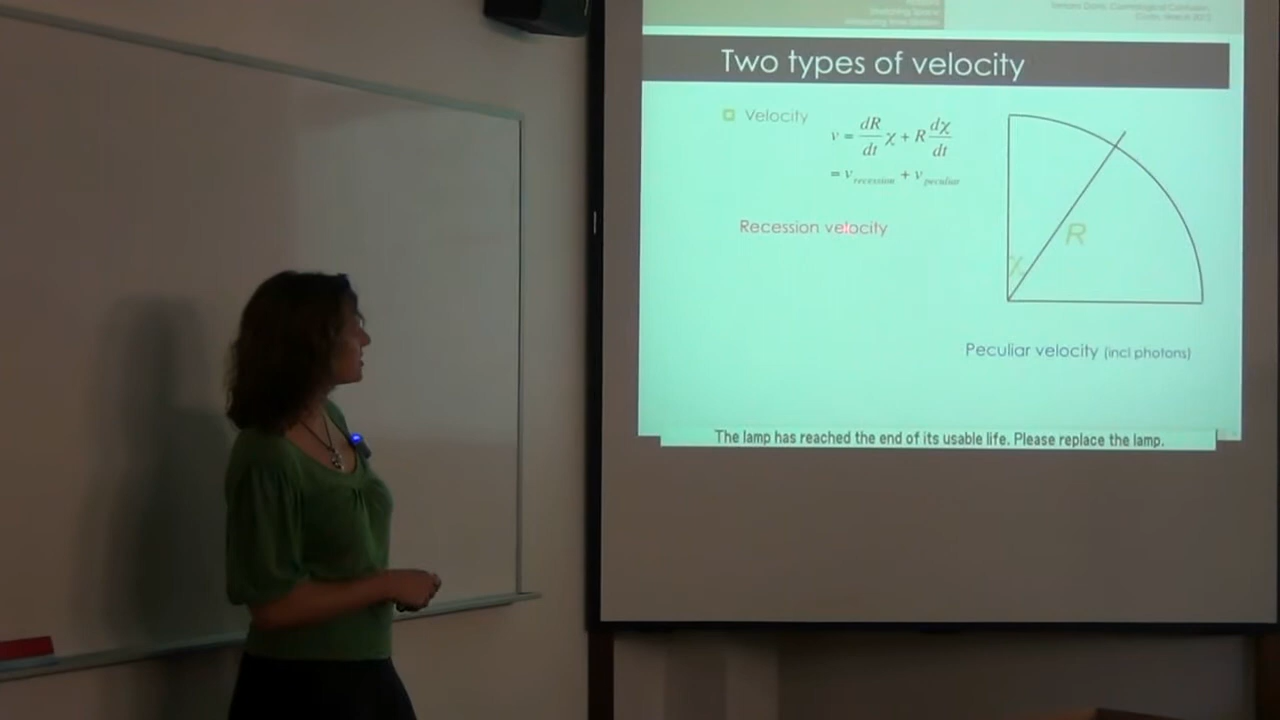 Two types of velocity
Velocity
v = dR/dt χ + R dχ/dt
= v_recession + v_peculiar
Recession velocity
R
χ
Peculiar velocity (incl photons)
The lamp has reached the end of its usable life. Please replace the lamp.